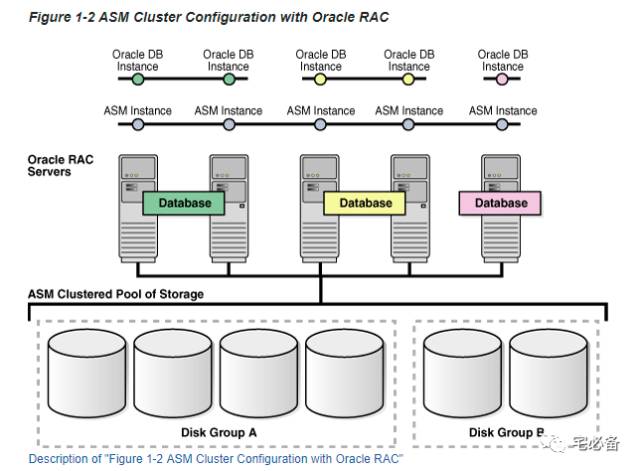 Figure 1-2 ASM Cluster Configuration with Oracle RAC
Oracle DB Instance
Oracle DB Instance
Oracle DB Instance
Oracle DB Instance
Oracle DB Instance
ASM Instance
ASM Instance
ASM Instance
ASM Instance
ASM Instance
Oracle RAC
Servers
Database
Database
Database
ASM Clustered Pool of Storage
Disk Group A
Disk Group B
宅必备
Description of "Figure 1-2 ASM Cluster Configuration with Oracle RAC"